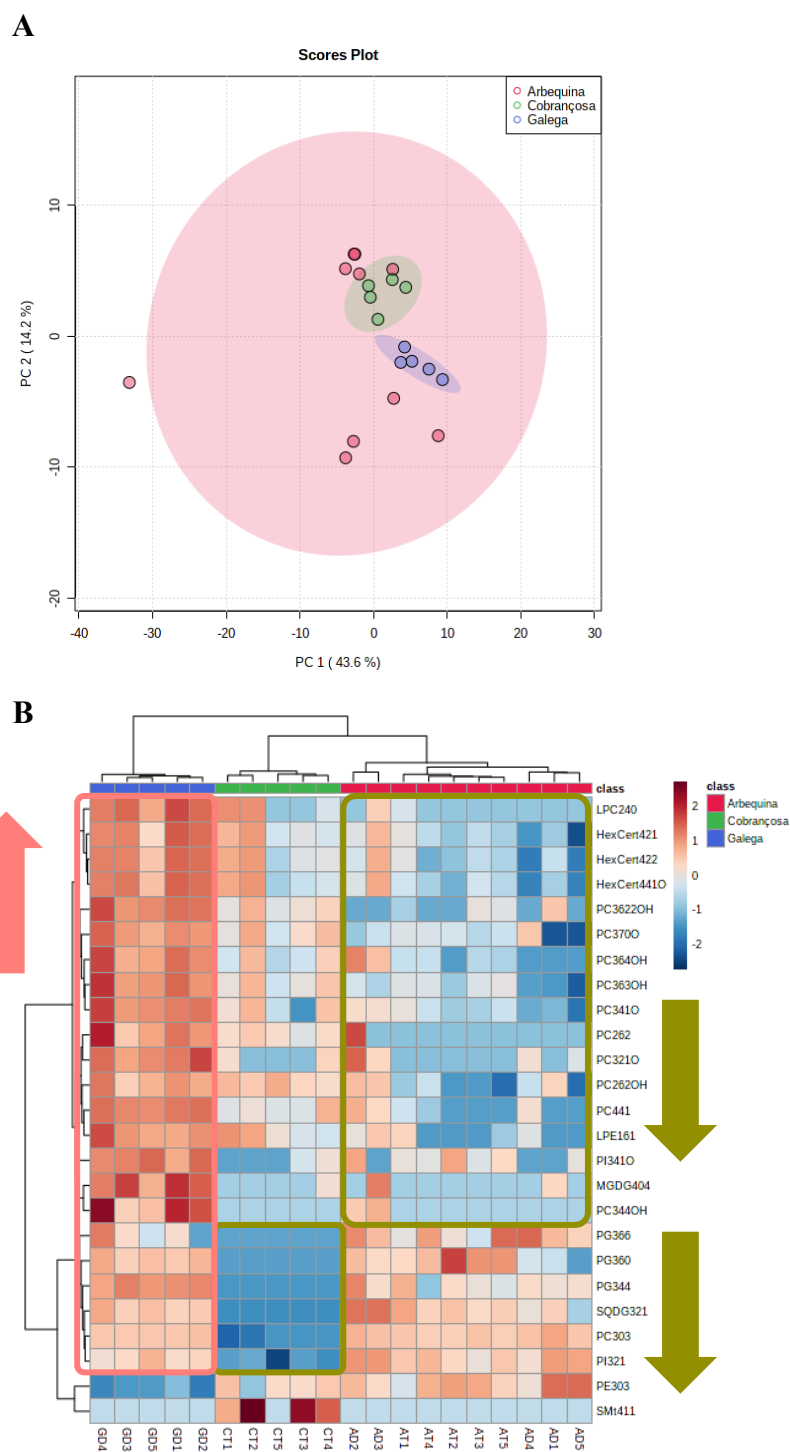 A
Scores Plot
Arbequina
Cobrançosa
Galega
10
0
-10
-20
PC 2 ( 14.2 %)
-40 -30 -20 -10 0 10 20 30
PC 1 ( 43.6 %)
B
class
LPC240
HexCert421
HexCert422
HexCert441O
PC3622OH
PC370O
PC364OH
PC363OH
PC341O
PC262
PC321O
PC262OH
PC441
LPE161
PI341O
MGDG404
PC344OH
PG366
PG360
PG344
SQDG321
PC303
PI321
PE303
SMt411
2
1
0
-1
-2
class
Arbequina
Cobrançosa
Galega
GD4 GD3 GD5 GD1 GD2 CT1 CT2 CT5 CT3 CT4 AD2 AD3 AT1 AT4 AT2 AT3 AT5 AD4 AD1 AD5